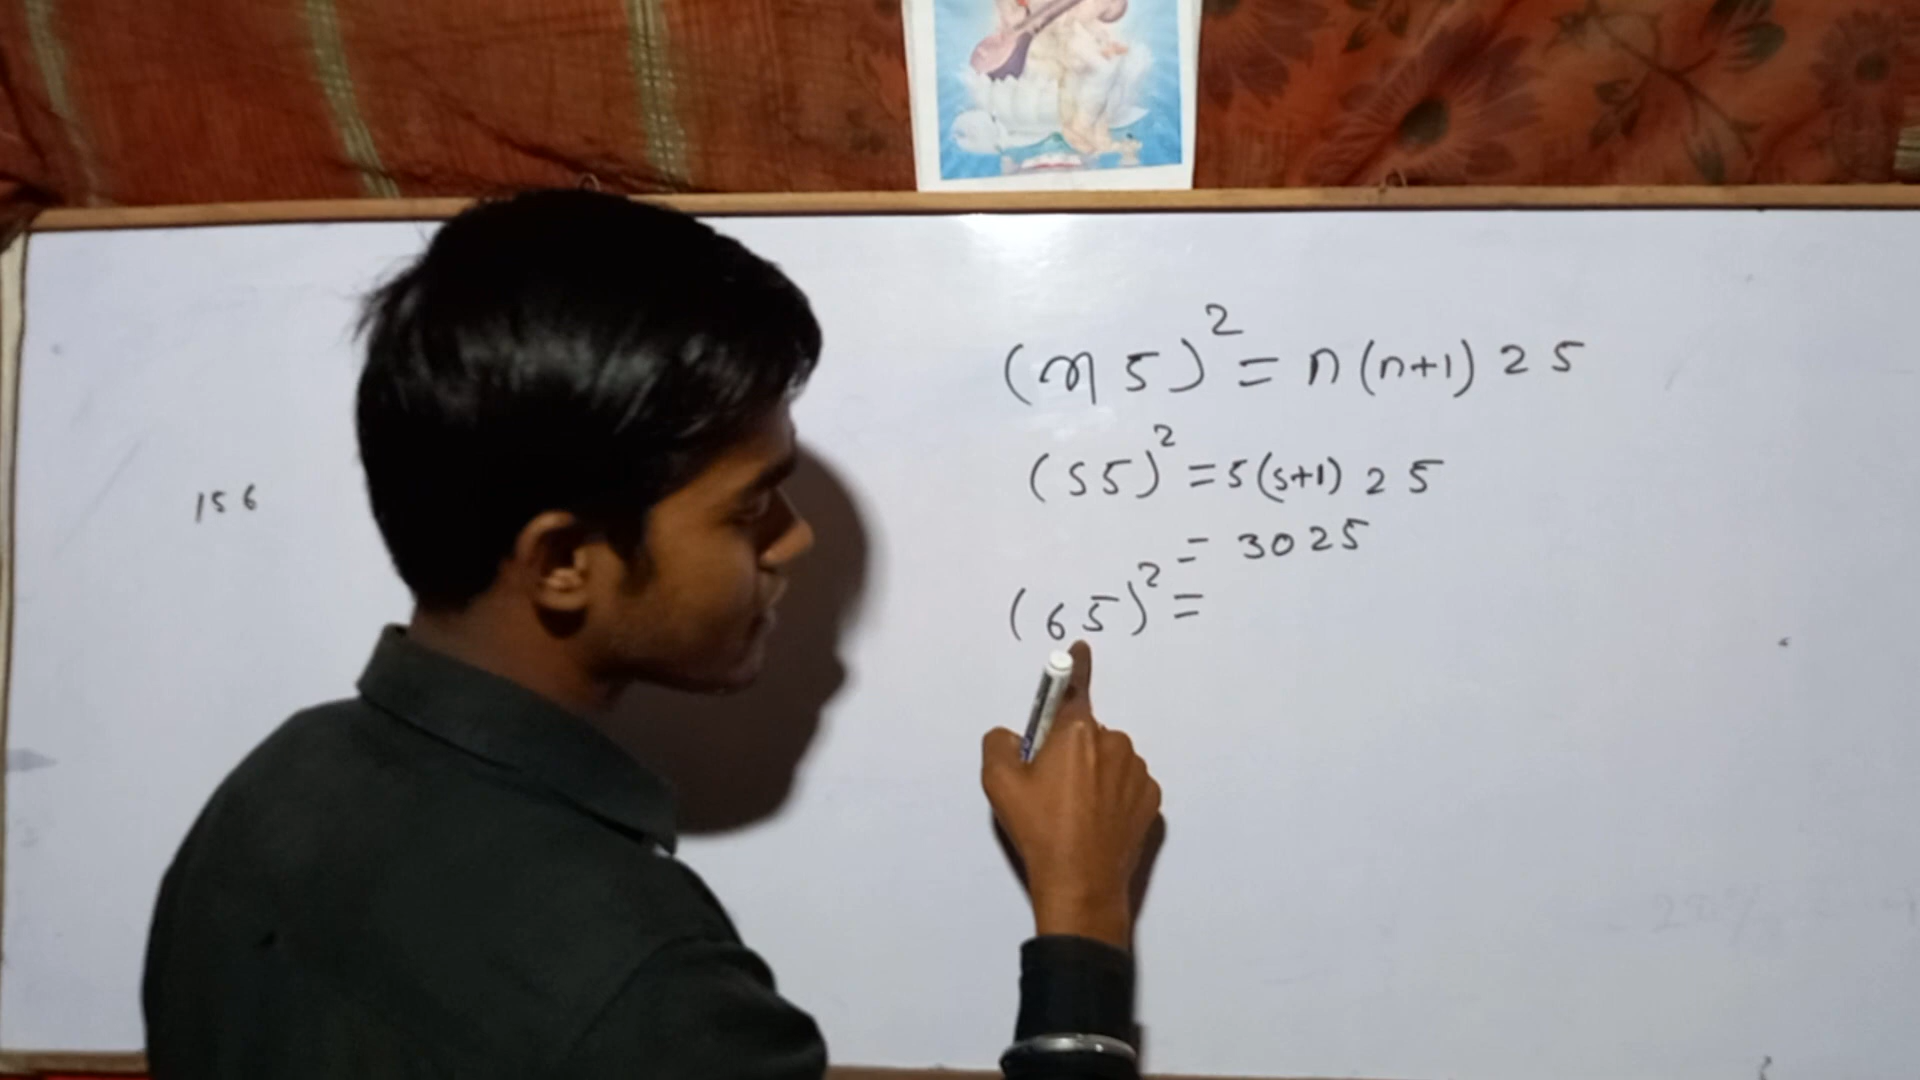 (n5)² = n(n+1) 25
(55)² = 5(5+1) 25
= 3025
(65)² =
156